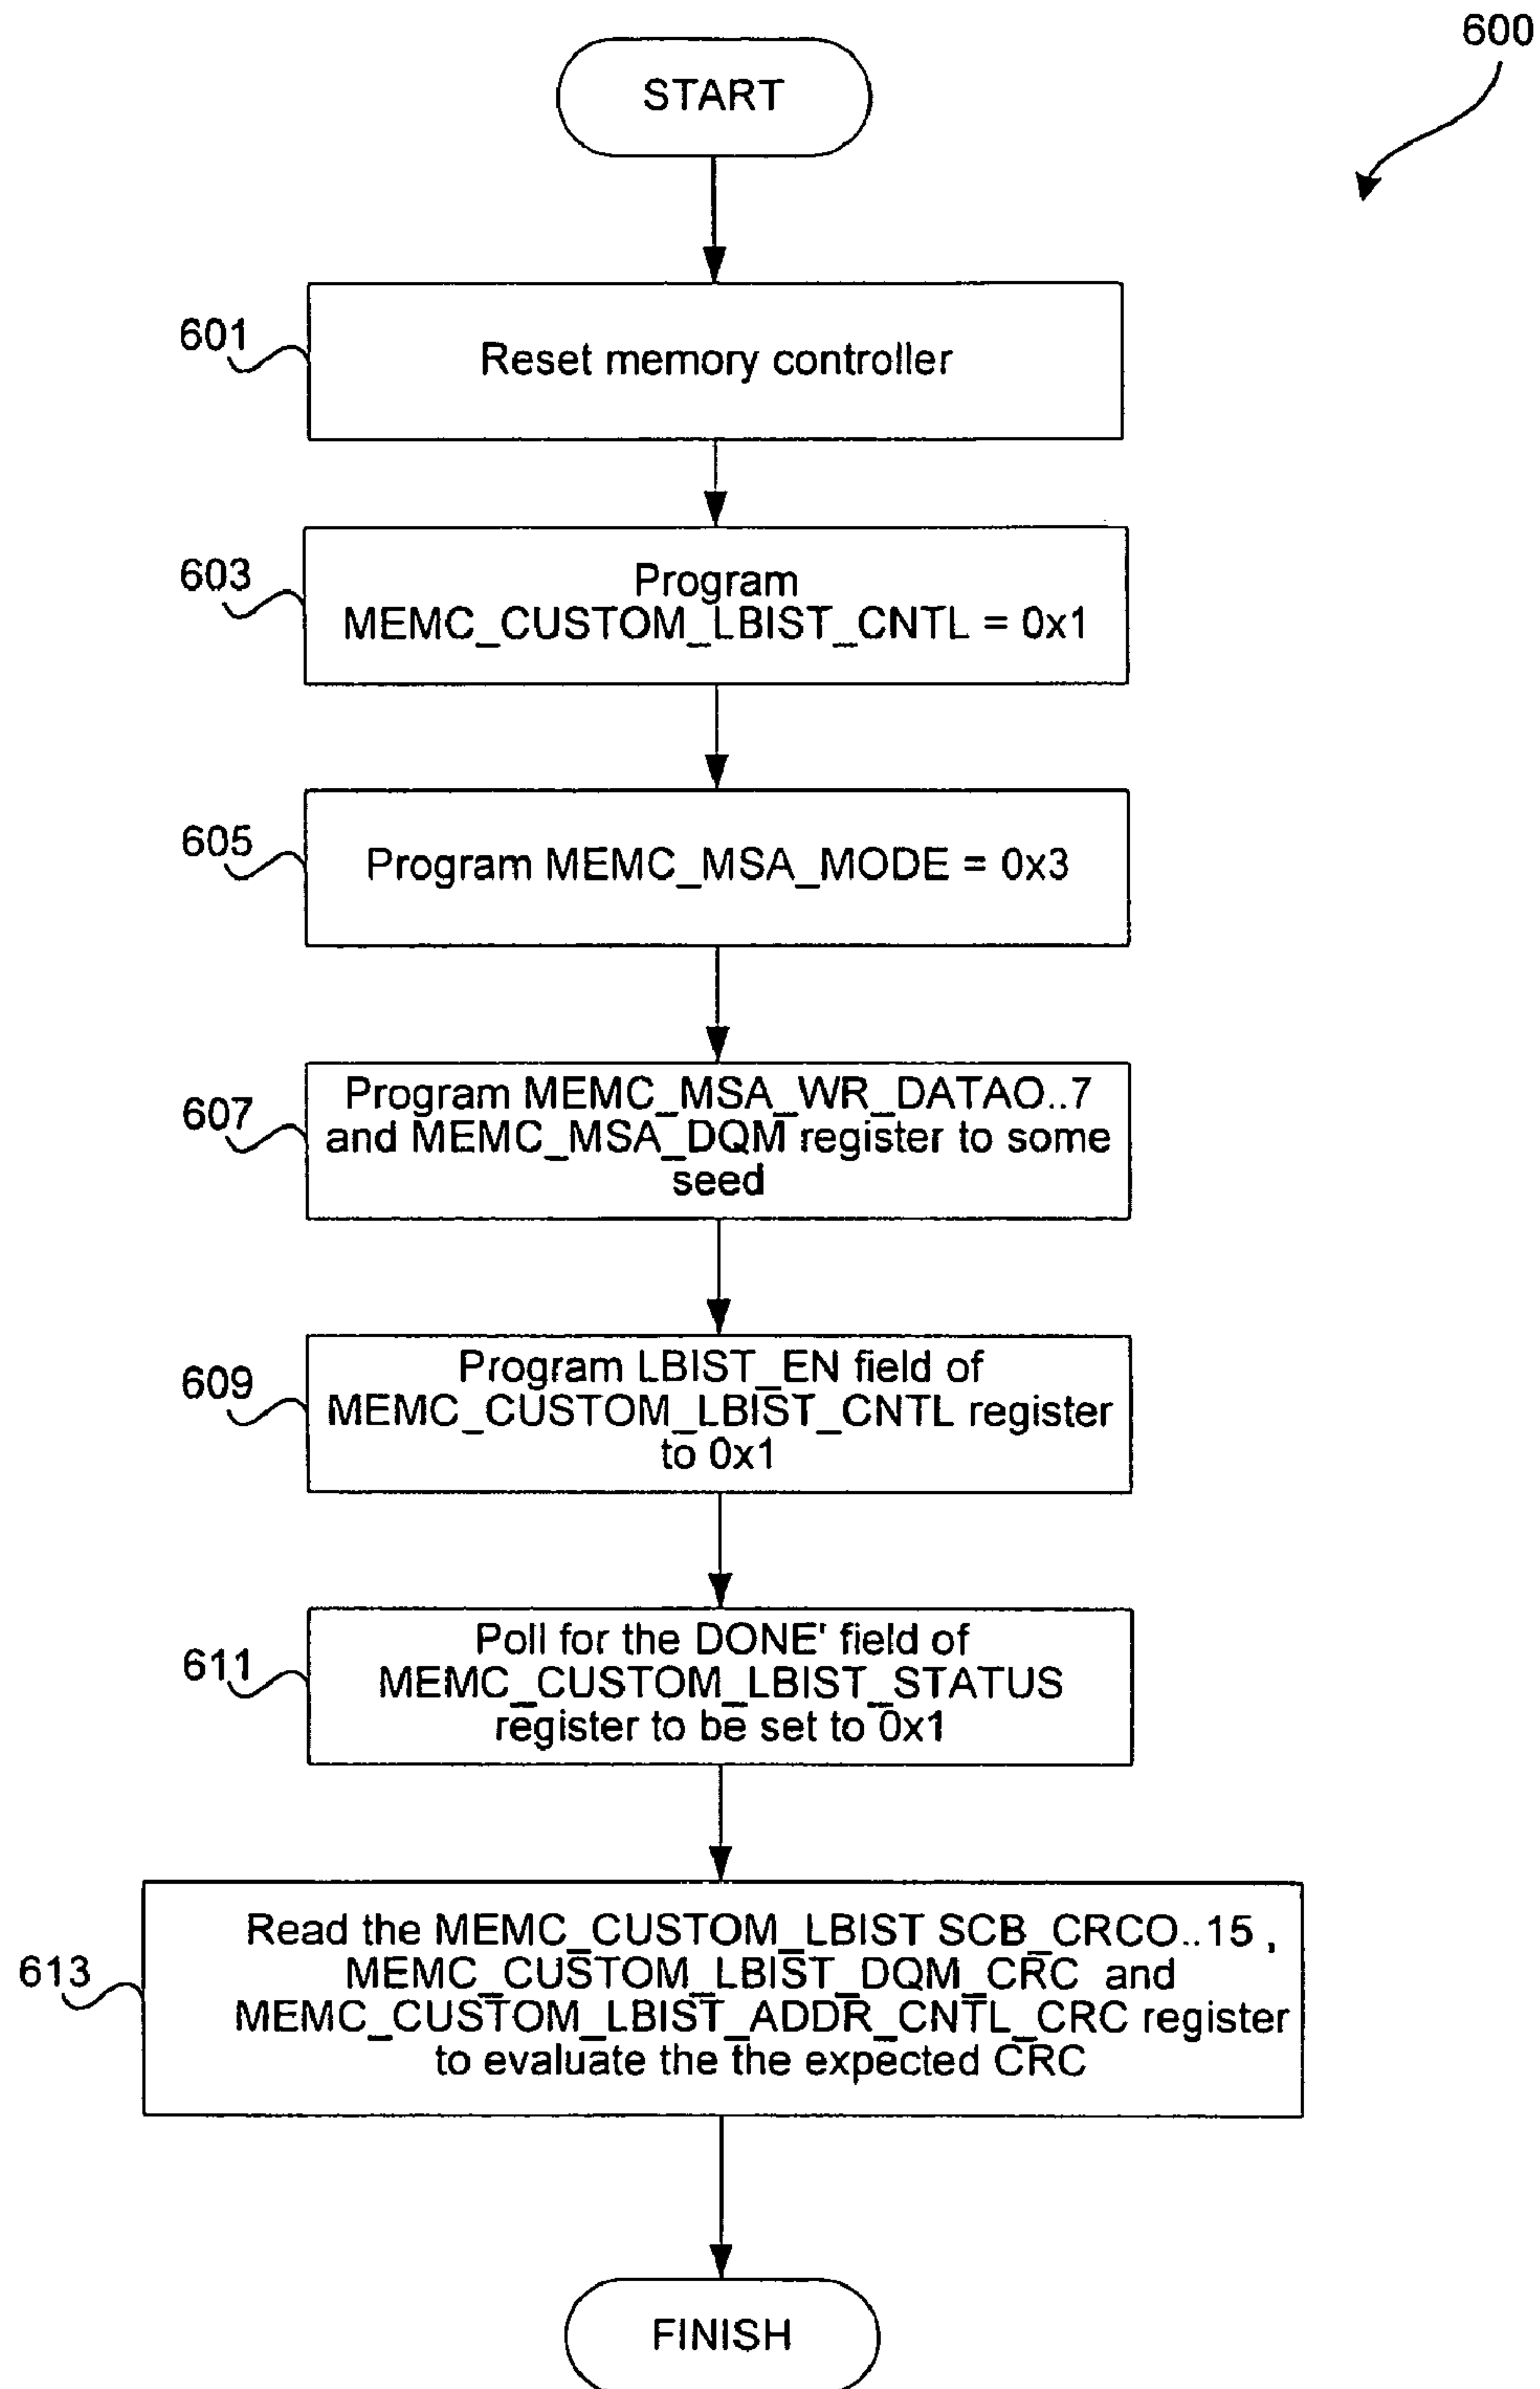 600
START
601
Reset memory controller
603
Program
MEMC_CUSTOM_LBIST_CNTL = 0x1
605
Program MEMC_MSA_MODE = 0x3
607
Program MEMC_MSA_WR_DATAO..7
and MEMC_MSA_DQM register to some
seed
609
Program LBIST_EN field of
MEMC_CUSTOM_LBIST_CNTL register
to 0x1
611
Poll for the DONE' field of
MEMC_CUSTOM_LBIST_STATUS
register to be set to 0x1
613
Read the MEMC_CUSTOM_LBIST SCB_CRCO..15 ,
MEMC_CUSTOM_LBIST_DQM_CRC and
MEMC_CUSTOM_LBIST_ADDR_CNTL_CRC register
to evaluate the the expected CRC
FINISH